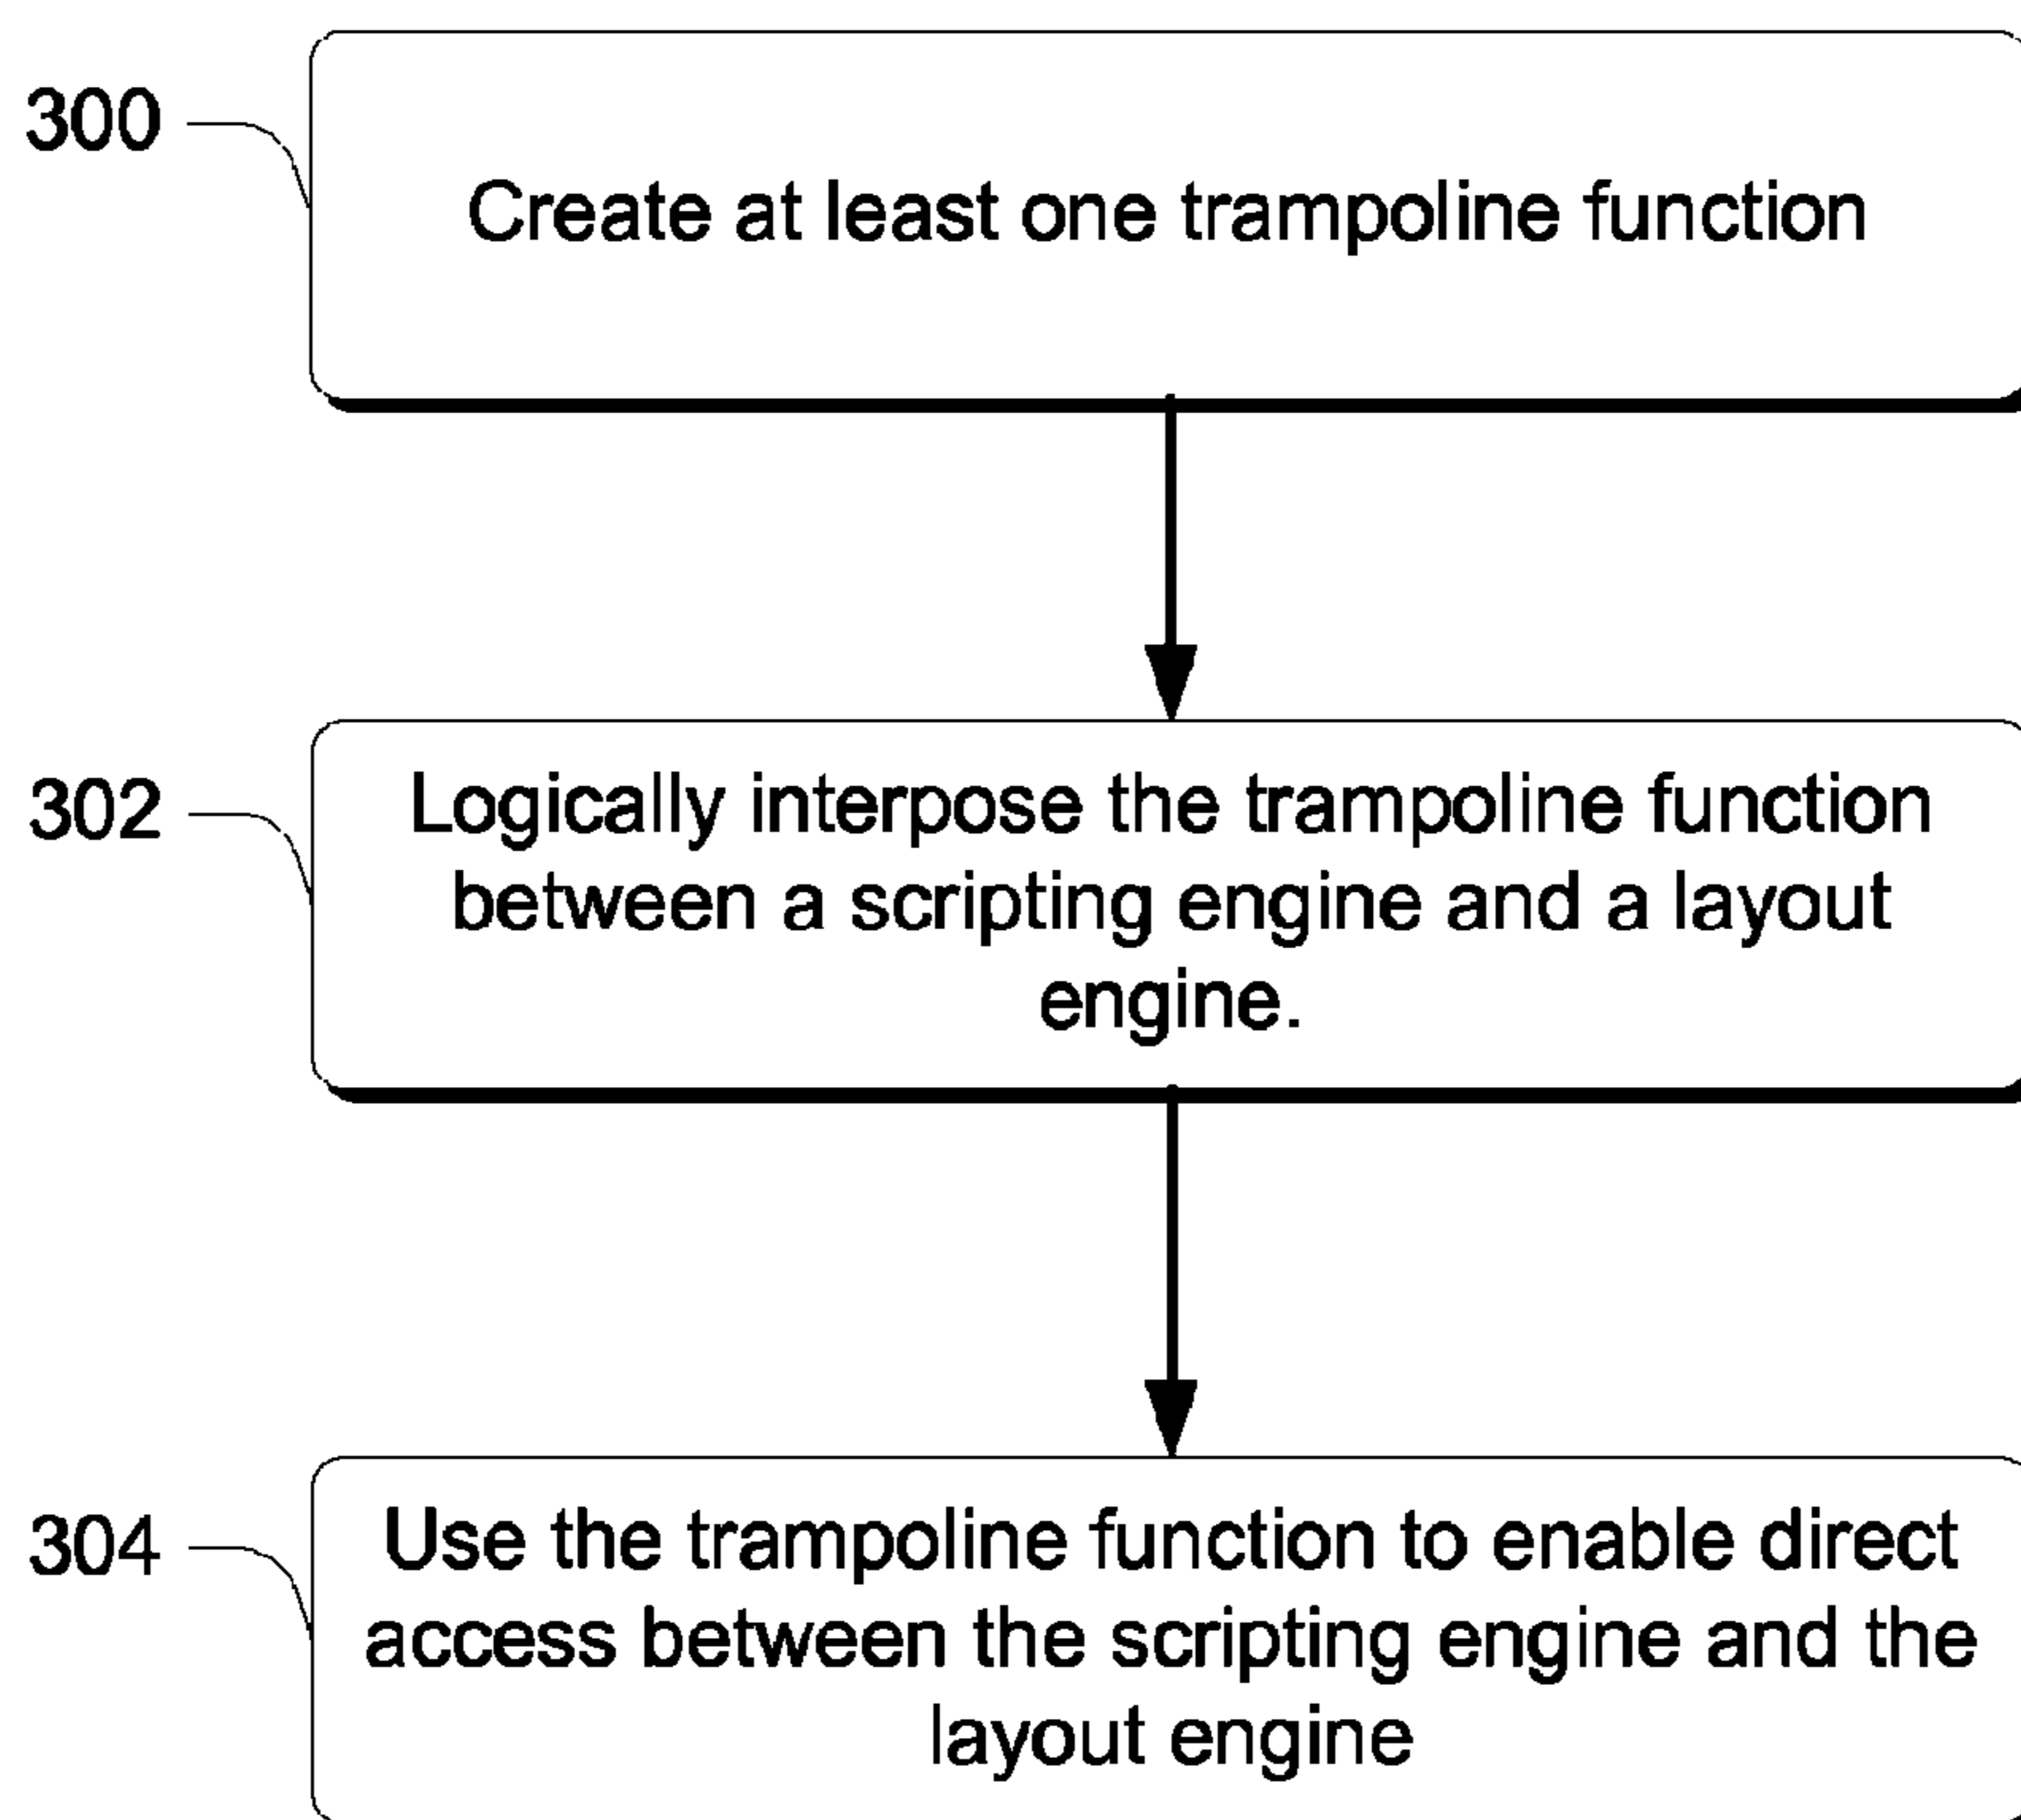 300
Create at least one trampoline function
302
Logically interpose the trampoline function
between a scripting engine and a layout
engine.
304
Use the trampoline function to enable direct
access between the scripting engine and the
layout engine